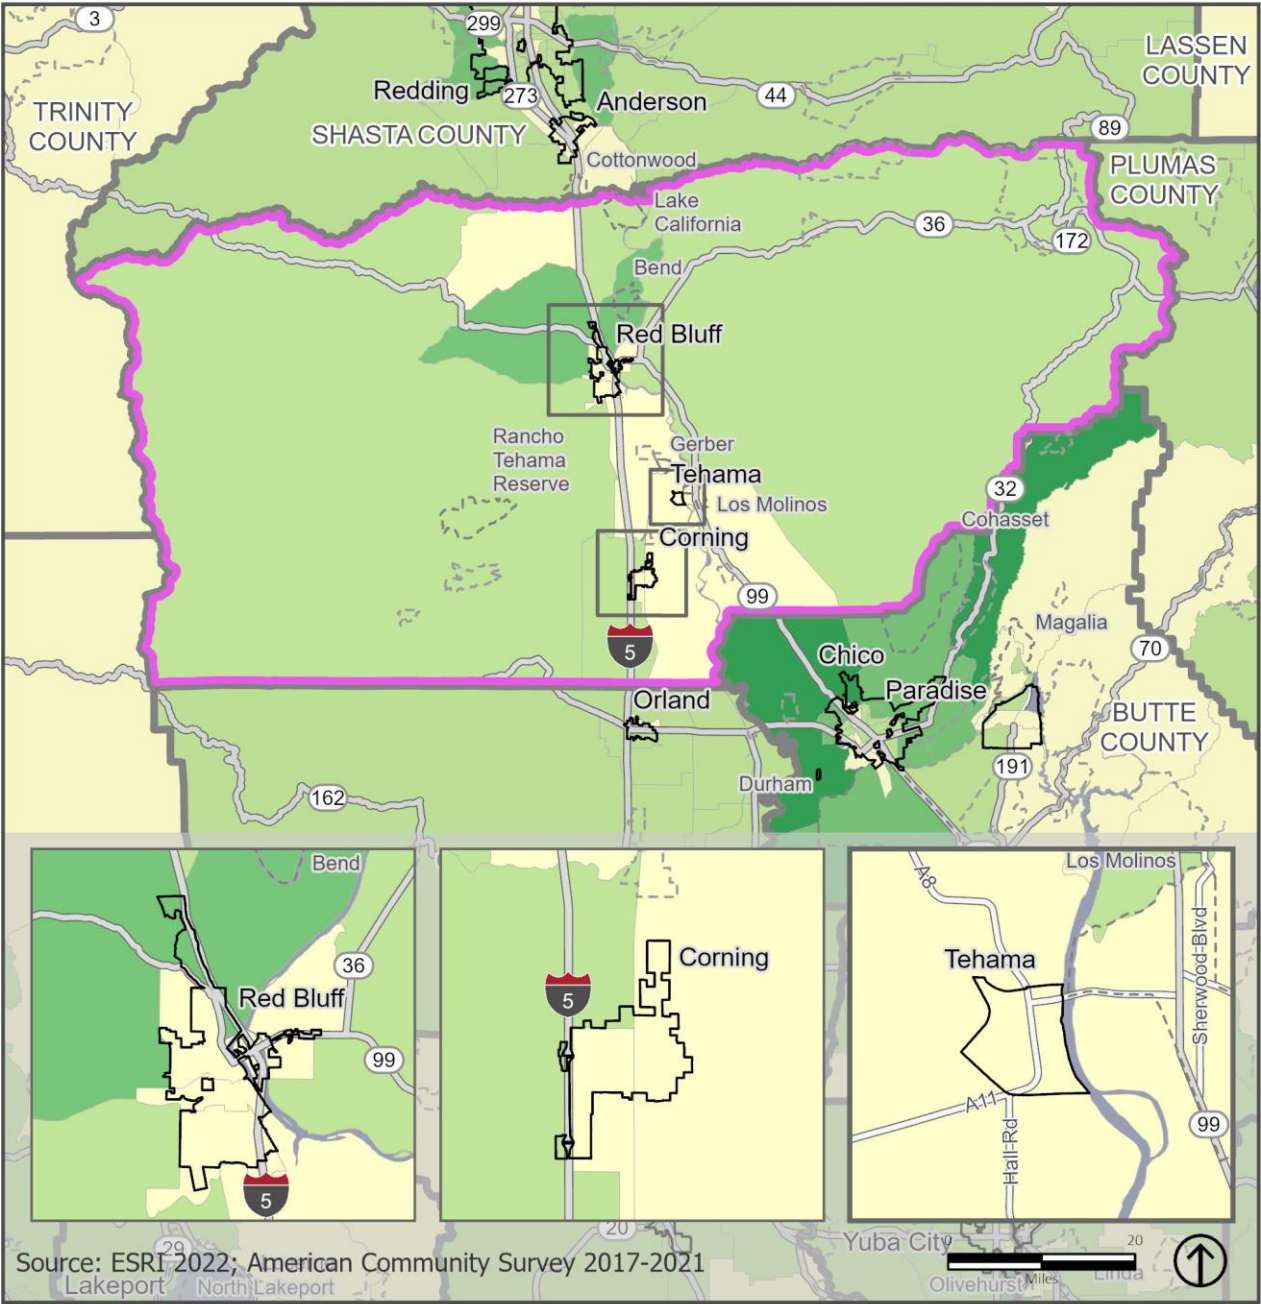 3
299
LASSEN
COUNTY
Redding
273
Anderson
44
TRINITY
COUNTY
SHASTA COUNTY
89
Cottonwood
PLUMAS
COUNTY
Lake
California
36
172
Bend
Red Bluff
Rancho
Tehama
Reserve
Gerber
Tehama
Los Molinos
32
Cohasset
Corning
99
5
Magalia
70
Chico
Paradise
Orland
BUTTE
COUNTY
191
Durham
162
Bend
36
Red Bluff
99
5
Corning
5
Los Molinos
A8
Tehama
Sherwood Blvd
A11
Hall Rd
99
20
29
Yuba City
0
20
Miles
Source: ESRI 2022; American Community Survey 2017-2021
Lakeport
North Lakeport
Olivehurst
Linda